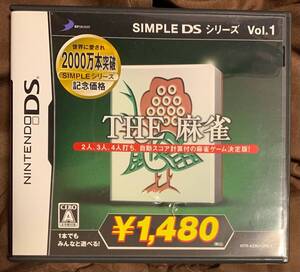 SIMPLE DS シリーズ Vol.1
世界に愛され
2000万本突破
SIMPLEシリーズ
記念価格
NINTENDO DS
THE 麻雀
2人、3人、4人打ち、自動スコア計算付の麻雀ゲーム決定版!
CERO
A
1本でも
みんなと遊べる!
¥1,480